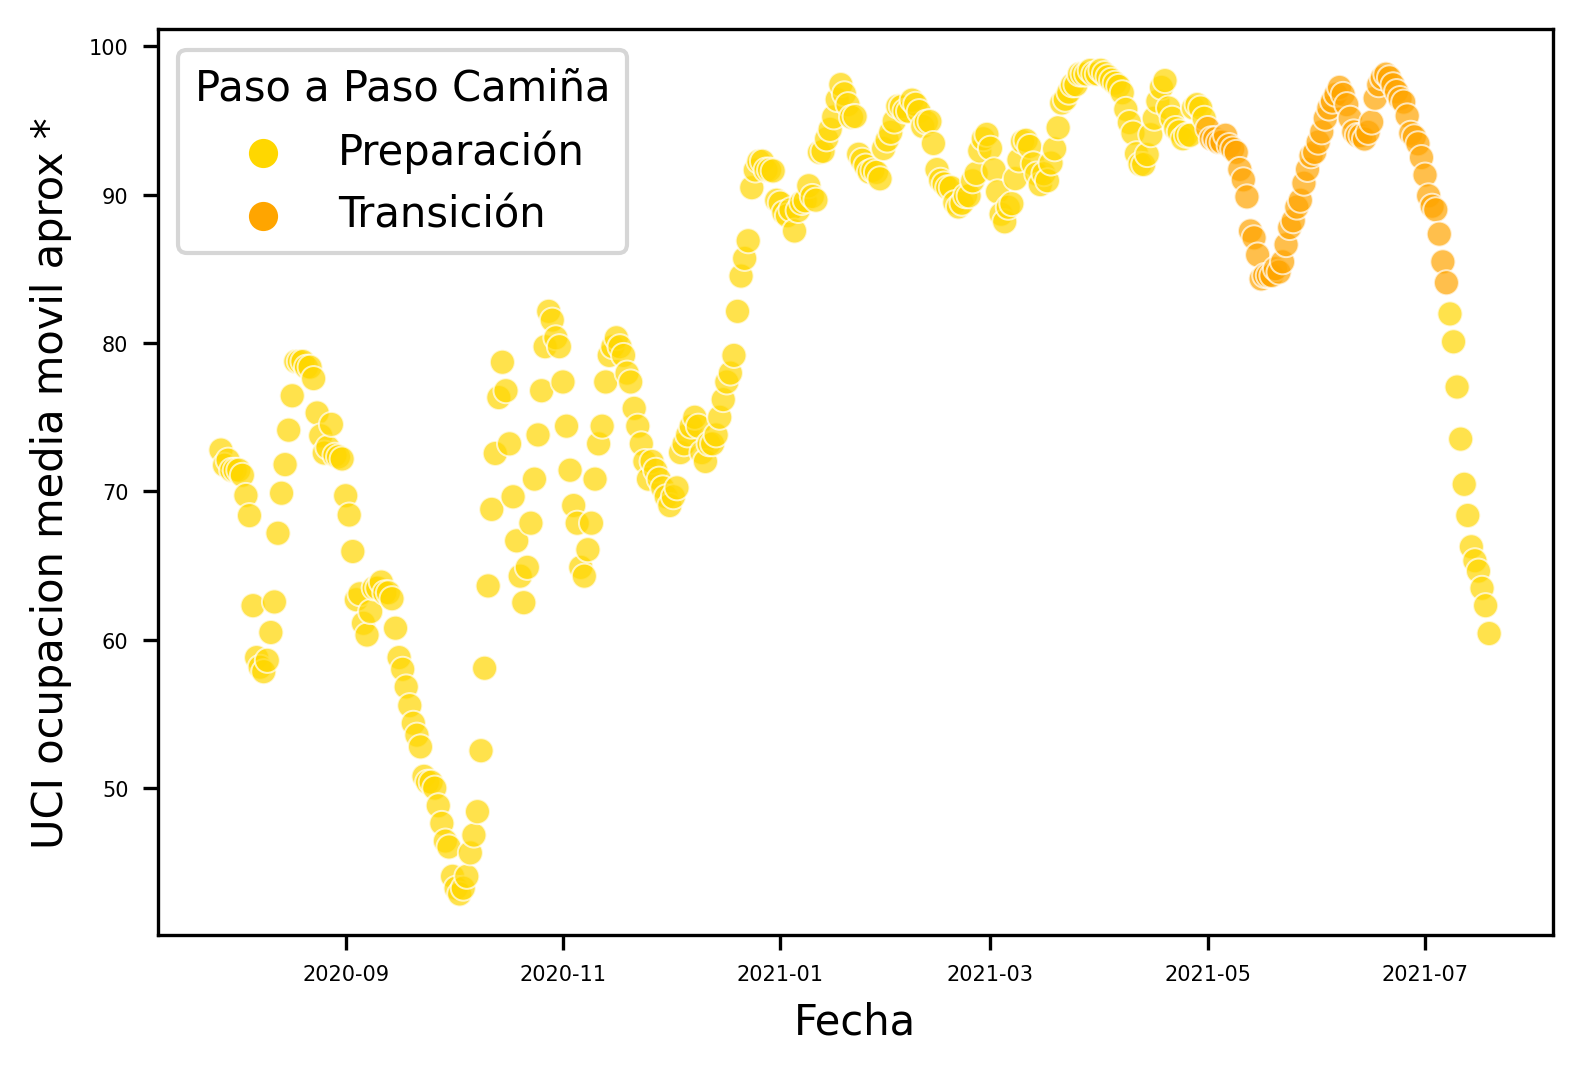 Paso a Paso Camiña
Preparación
Transición
100
90
80
70
60
50
UCI ocupacion media movil aprox *
2020-09
2020-11
2021-01
2021-03
2021-05
2021-07
Fecha